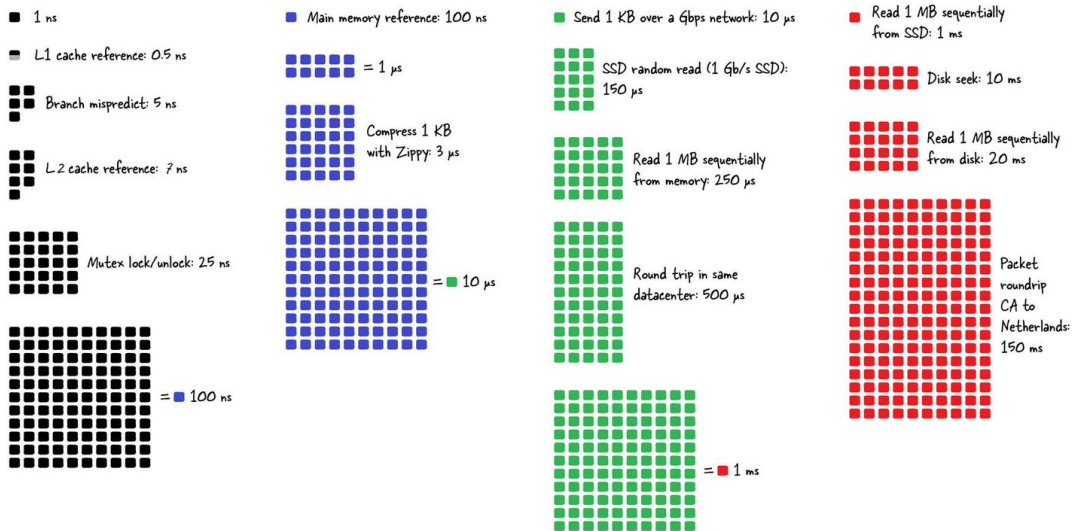 1 ns
L1 cache reference: 0.5 ns
Branch mispredict: 5 ns
L2 cache reference: 7 ns
Mutex lock/unlock: 25 ns
= 100 ns
Main memory reference: 100 ns
= 1 μs
Compress 1 KB
with Zippy: 3 μs
= 10 μs
Send 1 KB over a Gbps network: 10 μs
SSD random read (1 Gb/s SSD):
150 μs
Read 1 MB sequentially
from memory: 250 μs
Round trip in same
datacenter: 500 μs
= 1 ms
Read 1 MB sequentially
from SSD: 1 ms
Disk seek: 10 ms
Read 1 MB sequentially
from disk: 20 ms
Packet
roundrip
CA to
Netherlands:
150 ms